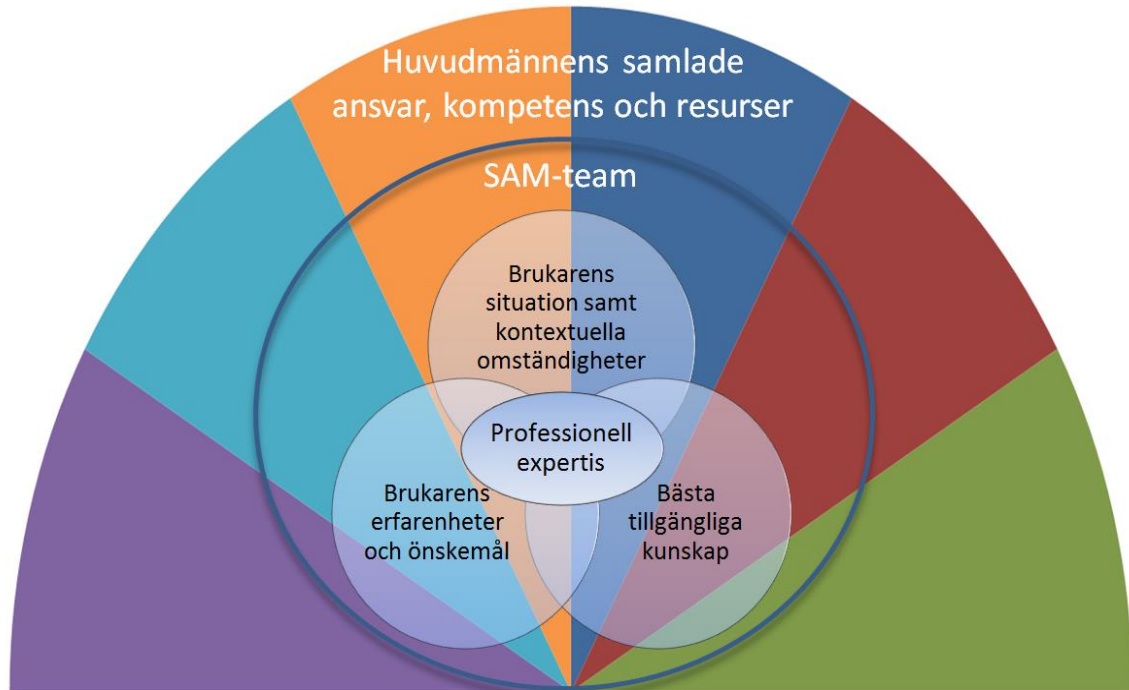 Huvudmännens samlade
ansvar, kompetens och resurser
SAM-team
Brukarens
situation samt
kontextuella
omständigheter
Professionell
expertis
Brukarens
erfarenheter
och önskemål
Bästa
tillgängliga
kunskap